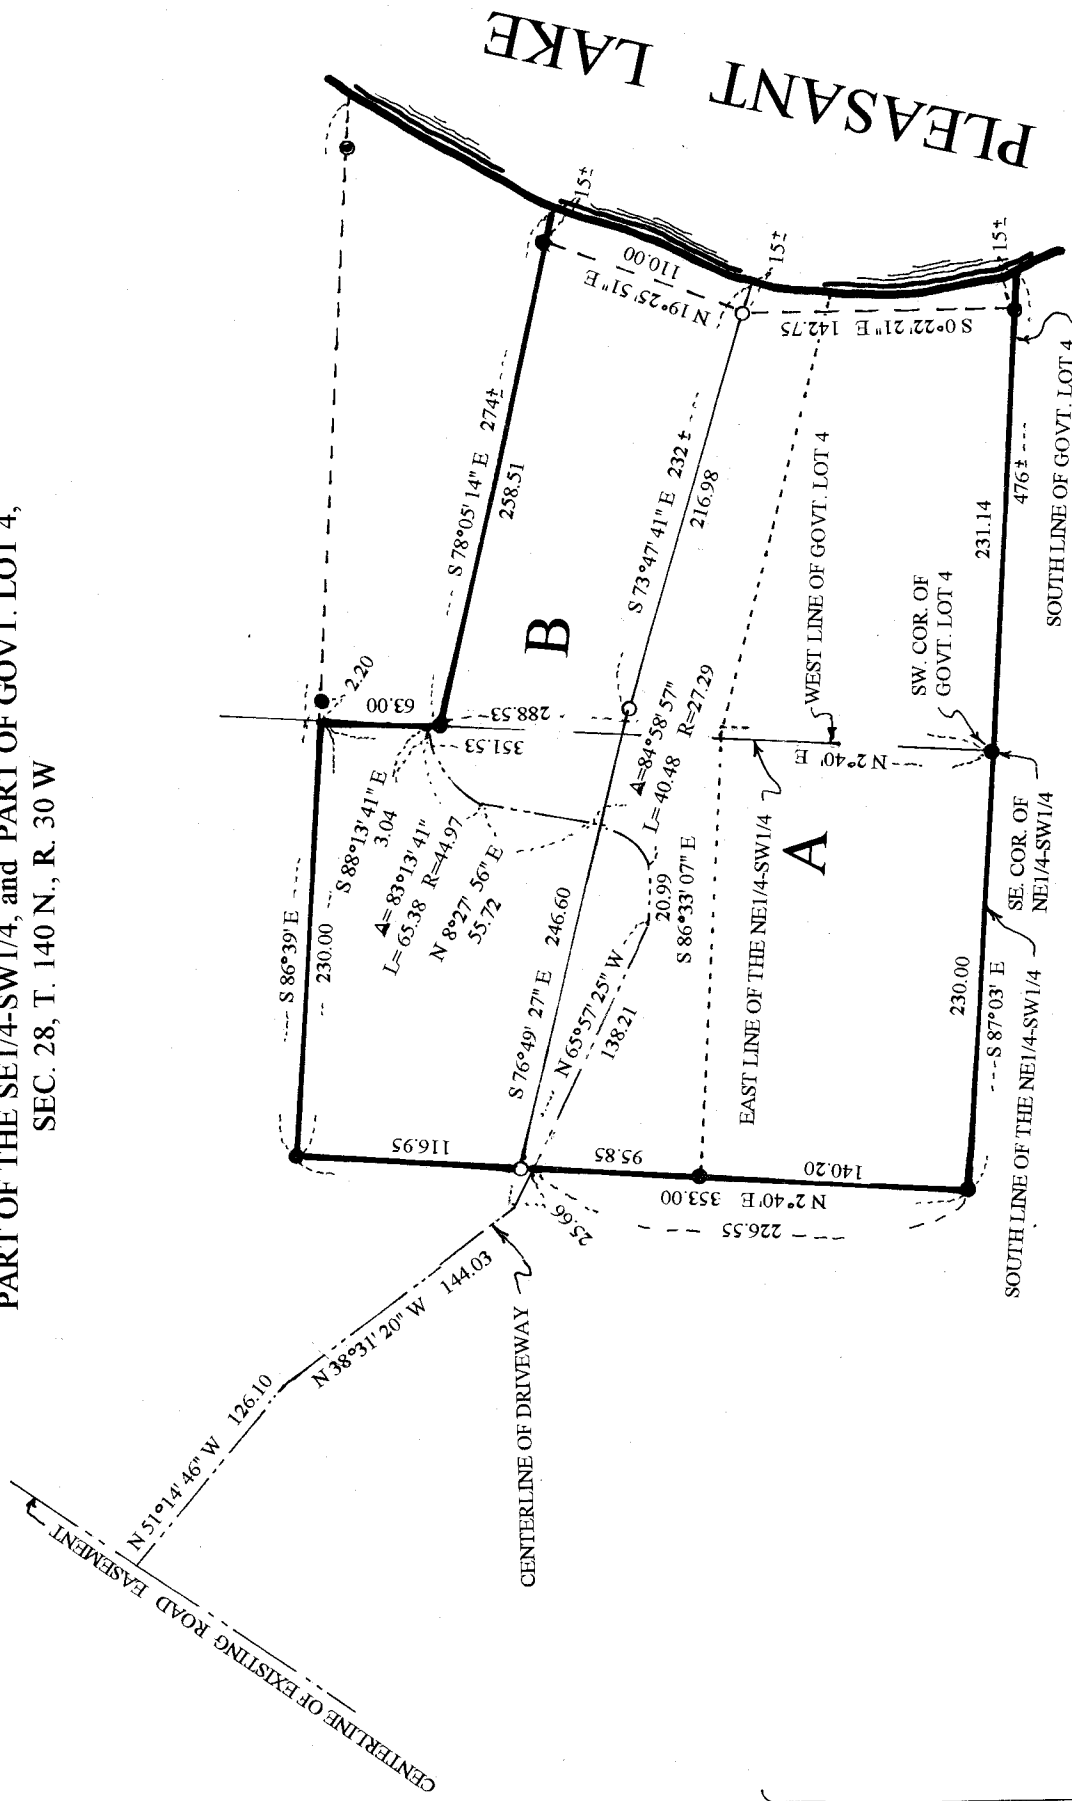 PART OF THE SE1/4-SW1/4, and PART OF GOVT. LOT 4,
SEC. 28, T. 140 N., R. 30 W
PLEASANT LAKE
15±
110.00
N 19°25' 51" E
15±
S 0°22' 21" E 142.75
15±
S 78°05' 14" E 274±
258.51
S 73°47' 41" E 232 ±
216.98
231.14
476±
SOUTH LINE OF GOVT. LOT 4
WEST LINE OF GOVT. LOT 4
SW. COR. OF
GOVT. LOT 4
B
2.20
63.00
288.53
351.53
S 86°39' E
230.00
S 88°13' 41" E
3.04
Δ= 83°13' 41"
L= 65.38 R=44.97
N 8°27' 56" E
55.72
Δ=84°58' 57"
L= 40.48 R=27.29
N 2°40' E
A
20.99
S 86°33' 07" E
246.60
S 76°49' 27" E
N 65°57' 25" W
138.21
EAST LINE OF THE NE1/4-SW1/4
SE. COR. OF
NE1/4-SW1/4
230.00
S 87°03' E
SOUTH LINE OF THE NE1/4-SW1/4
116.95
95.85
140.20
N 2°40'E 353.00
226.55
25.66
N 38°31' 20" W 144.03
CENTERLINE OF DRIVEWAY
N 51°14' 46" W 126.10
CENTERLINE OF EXISTING ROAD EASEMENT